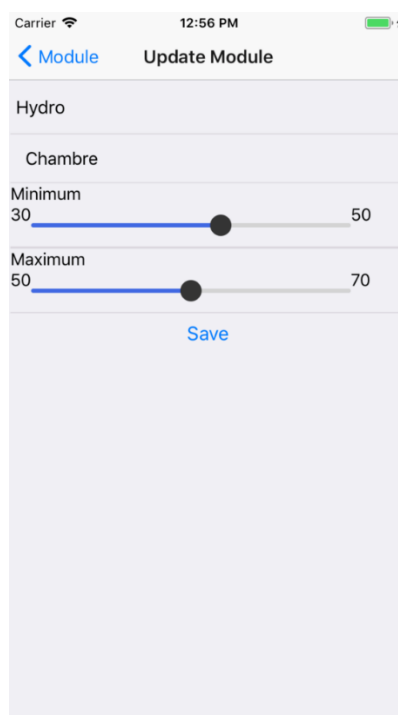 Carrier 12:56 PM
Module Update Module
Hydro
Chambre
Minimum
30 50
Maximum
50 70
Save